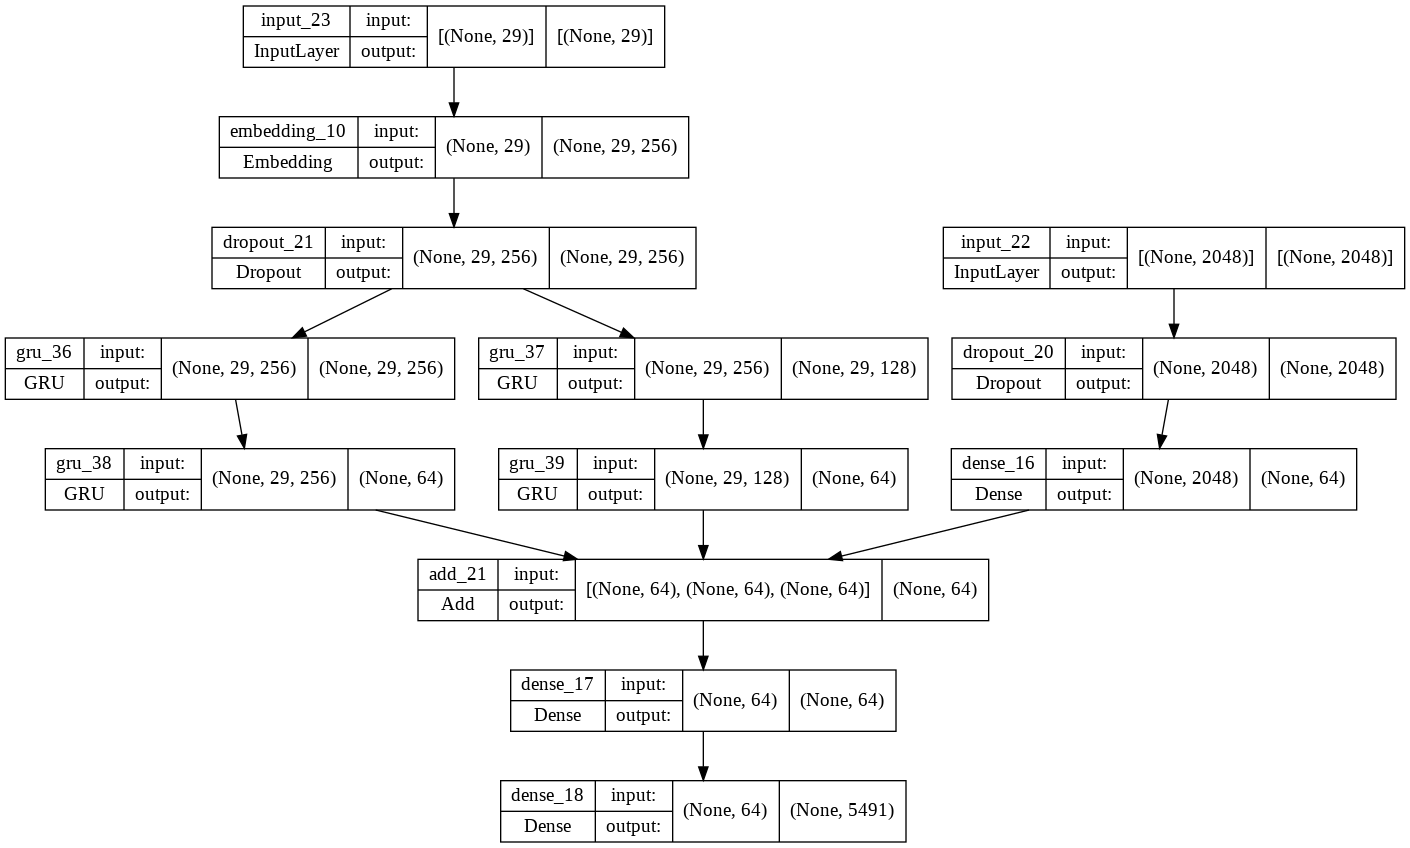 input_23 input: [(None, 29)] [(None, 29)]
InputLayer output:
embedding_10 input: (None, 29) (None, 29, 256)
Embedding output:
dropout_21 input: (None, 29, 256) (None, 29, 256)
Dropout output:
input_22 input: [(None, 2048)] [(None, 2048)]
InputLayer output:
gru_36 input: (None, 29, 256) (None, 29, 256)
GRU output:
gru_37 input: (None, 29, 256) (None, 29, 128)
GRU output:
dropout_20 input: (None, 2048) (None, 2048)
Dropout output:
gru_38 input: (None, 29, 256) (None, 64)
GRU output:
gru_39 input: (None, 29, 128) (None, 64)
GRU output:
dense_16 input: (None, 2048) (None, 64)
Dense output:
add_21 input: [(None, 64), (None, 64), (None, 64)] (None, 64)
Add output:
dense_17 input: (None, 64) (None, 64)
Dense output:
dense_18 input: (None, 64) (None, 5491)
Dense output: